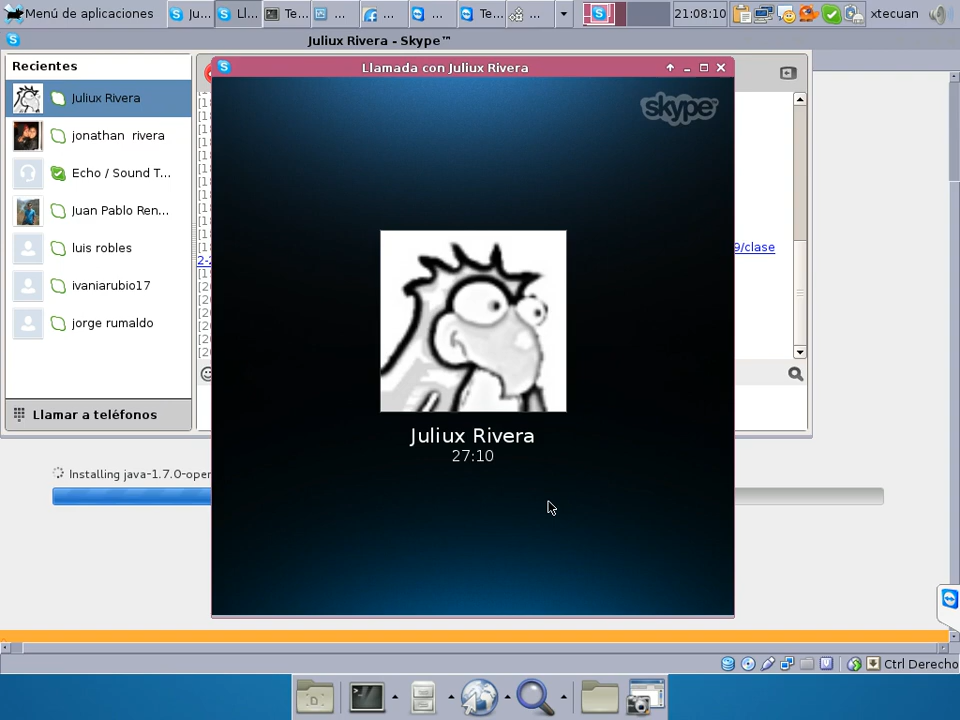 Menú de aplicaciones
Ju...
Ll...
Te...
...
...
...
Te...
...
21:08:10
xtecuan
Juliux Rivera - Skype™
Recientes
Juliux Rivera
jonathan rivera
Echo / Sound T...
Juan Pablo Ren...
luis robles
ivaniarubio17
jorge rumaldo
Llamar a teléfonos
Llamada con Juliux Rivera
skype
9/clase
Juliux Rivera
27:10
Installing java-1.7.0-oper
Ctrl Derecho